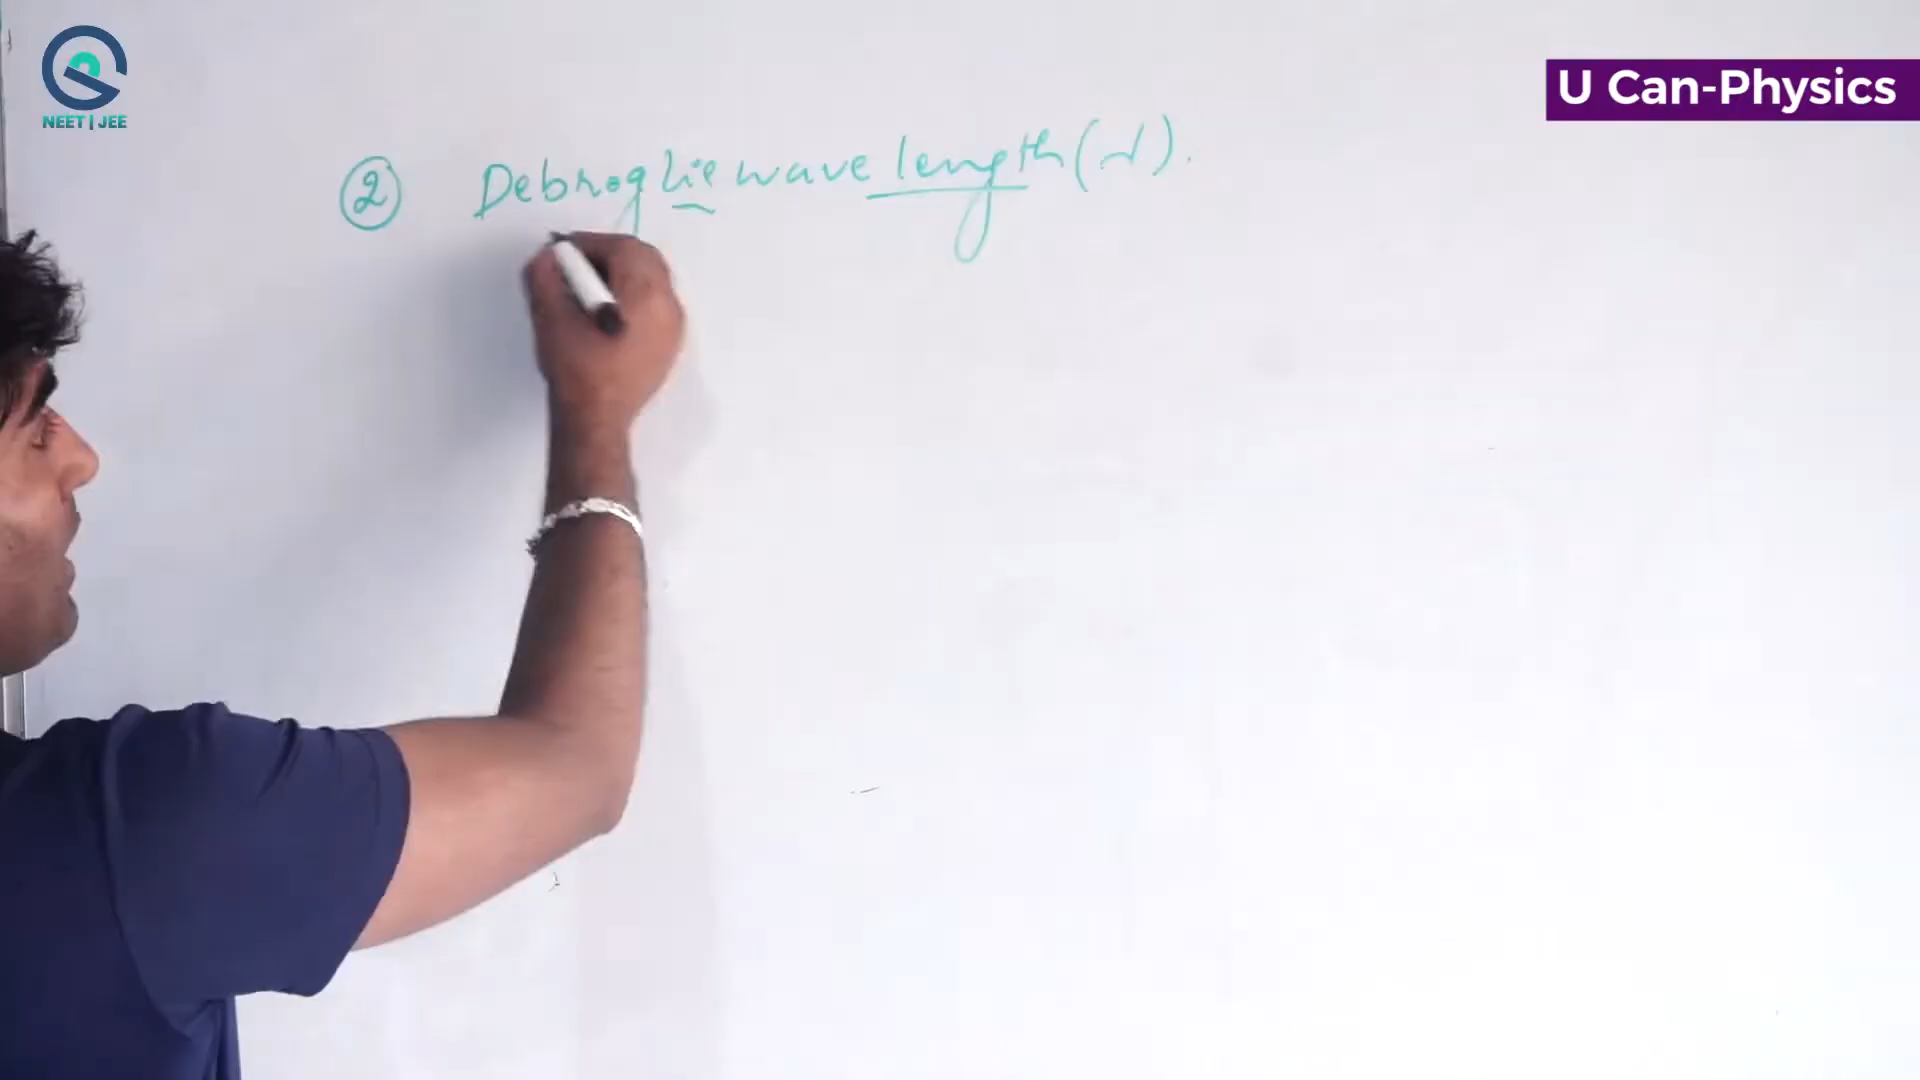 NEET | JEE
U Can-Physics
② Debroglie wave length (λ).